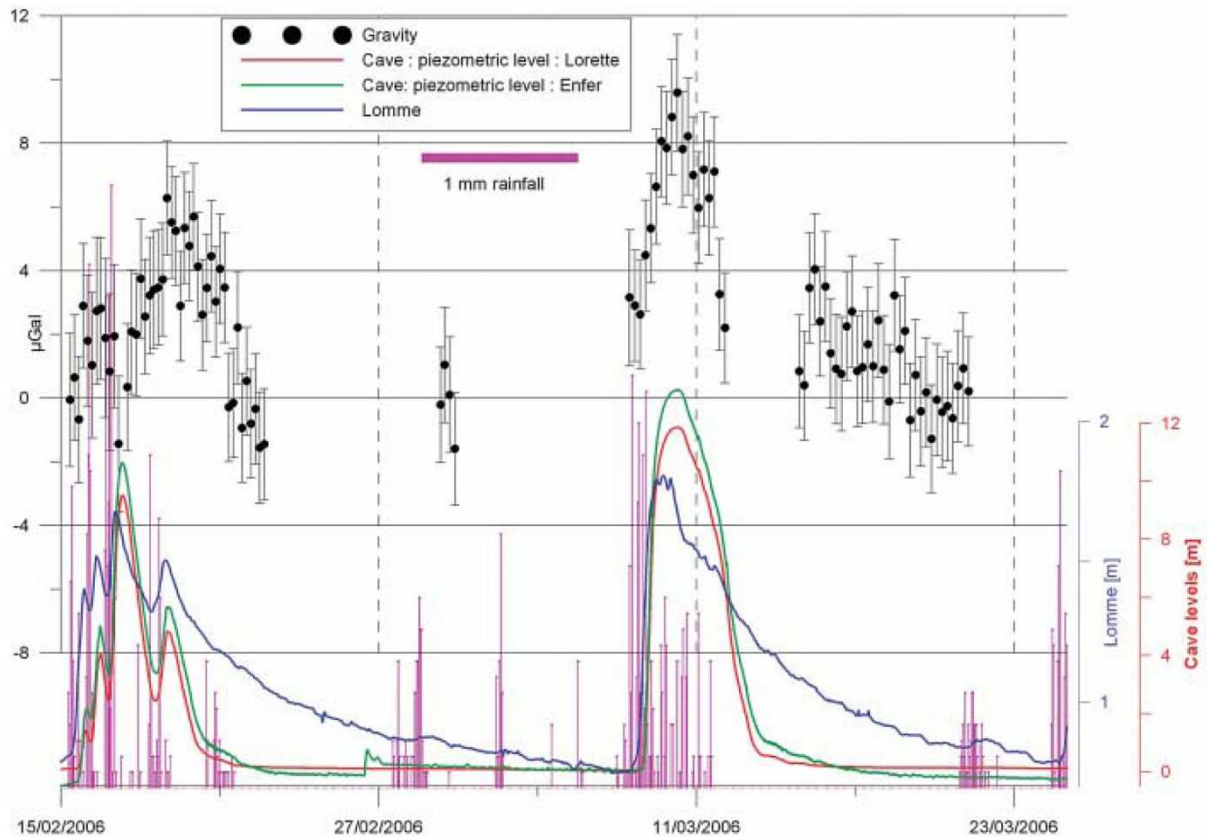 12
Gravity
Cave : piezometric level : Lorette
Cave: piezometric level : Enfer
Lomme
8
1 mm rainfall
4
µGal
0
2
12
-4
8
Lomme [m]
Cave levels [m]
-8
4
1
0
15/02/2006
27/02/2006
11/03/2006
23/03/2006